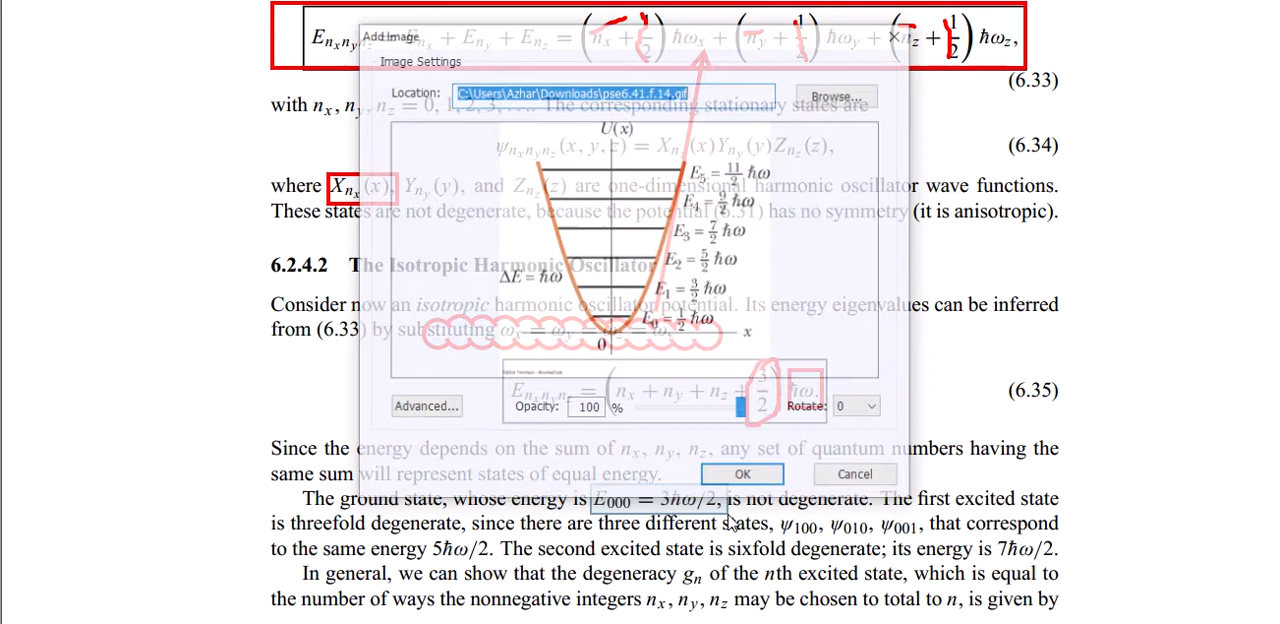 E_{n_x n_y n_z} = E_{n_x} + E_{n_y} + E_{n_z} = (n_x + 1/2) ħω_x + (n_y + 1/2) ħω_y + (n_z + 1/2) ħω_z,
Add Image
×
Image Settings
(6.33)
Location: C:\Users\Azhar\Downloads\pse6.41.f.14.gif Browse...
with n_x, n_y, n_z = 0, 1, 2, 3, .... The corresponding stationary states are
U(x)
ψ_{n_x n_y n_z}(x, y, z) = X_{n_x}(x)Y_{n_y}(y)Z_{n_z}(z),
(6.34)
E_5 = 11/2 ħω
where X_{n_x}(x), Y_{n_y}(y), and Z_{n_z}(z) are one-dimensional harmonic oscillator wave functions.
E_4 = 9/2 ħω
These states are not degenerate, because the potential (6.31) has no symmetry (it is anisotropic).
E_3 = 7/2 ħω
E_2 = 5/2 ħω
6.2.4.2 The Isotropic Harmonic Oscillator
ΔE = ħω
E_1 = 3/2 ħω
Consider now an isotropic harmonic oscillator potential. Its energy eigenvalues can be inferred
E_0 = 1/2 ħω
from (6.33) by substituting ω_x = ω_y = ω_z = ω,
x
0
E_{n_x n_y n_z} = (n_x + n_y + n_z + 3/2) ħω.
(6.35)
Advanced... Opacity: 100 % Rotate: 0
Since the energy depends on the sum of n_x, n_y, n_z, any set of quantum numbers having the
same sum will represent states of equal energy.
OK Cancel
The ground state, whose energy is E_{000} = 3ħω/2, is not degenerate. The first excited state
is threefold degenerate, since there are three different states, ψ_{100}, ψ_{010}, ψ_{001}, that correspond
to the same energy 5ħω/2. The second excited state is sixfold degenerate; its energy is 7ħω/2.
In general, we can show that the degeneracy g_n of the nth excited state, which is equal to
the number of ways the nonnegative integers n_x, n_y, n_z may be chosen to total to n, is given by